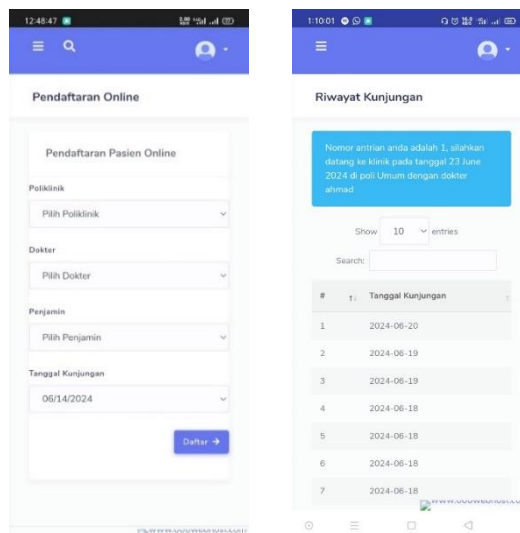 12:48:47
Pendaftaran Online
Pendaftaran Pasien Online
Poliklinik
Pilih Poliklinik
Dokter
Pilih Dokter
Penjamin
Pilih Penjamin
Tanggal Kunjungan
06/14/2024
Daftar →
1:10:01
Riwayat Kunjungan
Nomor antrian anda adalah 1, silahkan
datang ke klinik pada tanggal 23 June
2024 di poli Umum dengan dokter
ahmad
Show 10 entries
Search:
# Tanggal Kunjungan
1 2024-06-20
2 2024-06-19
3 2024-06-19
4 2024-06-18
5 2024-06-18
6 2024-06-18
7 2024-06-18